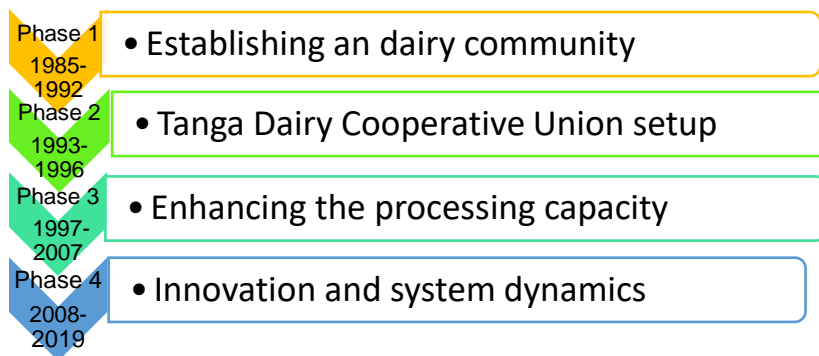 Phase 1
1985-
1992
• Establishing an dairy community
Phase 2
1993-
1996
• Tanga Dairy Cooperative Union setup
Phase 3
1997-
2007
• Enhancing the processing capacity
Phase 4
2008-
2019
• Innovation and system dynamics